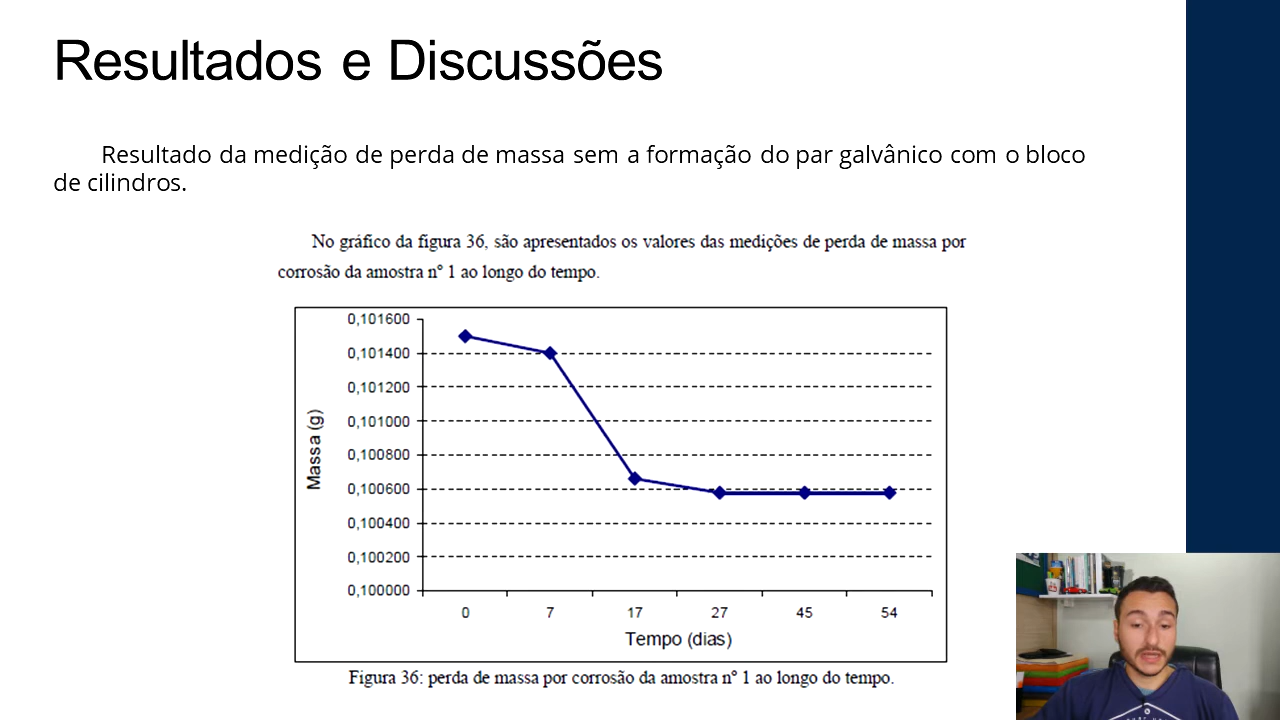 Resultados e Discussões
Resultado da medição de perda de massa sem a formação do par galvânico com o bloco
de cilindros.
No gráfico da figura 36, são apresentados os valores das medições de perda de massa por
corrosão da amostra nº 1 ao longo do tempo.
0,101600
0,101400
0,101200
0,101000
0,100800
0,100600
0,100400
0,100200
0,100000
Massa (g)
0 7 17 27 45 54
Tempo (dias)
Figura 36: perda de massa por corrosão da amostra nº 1 ao longo do tempo.